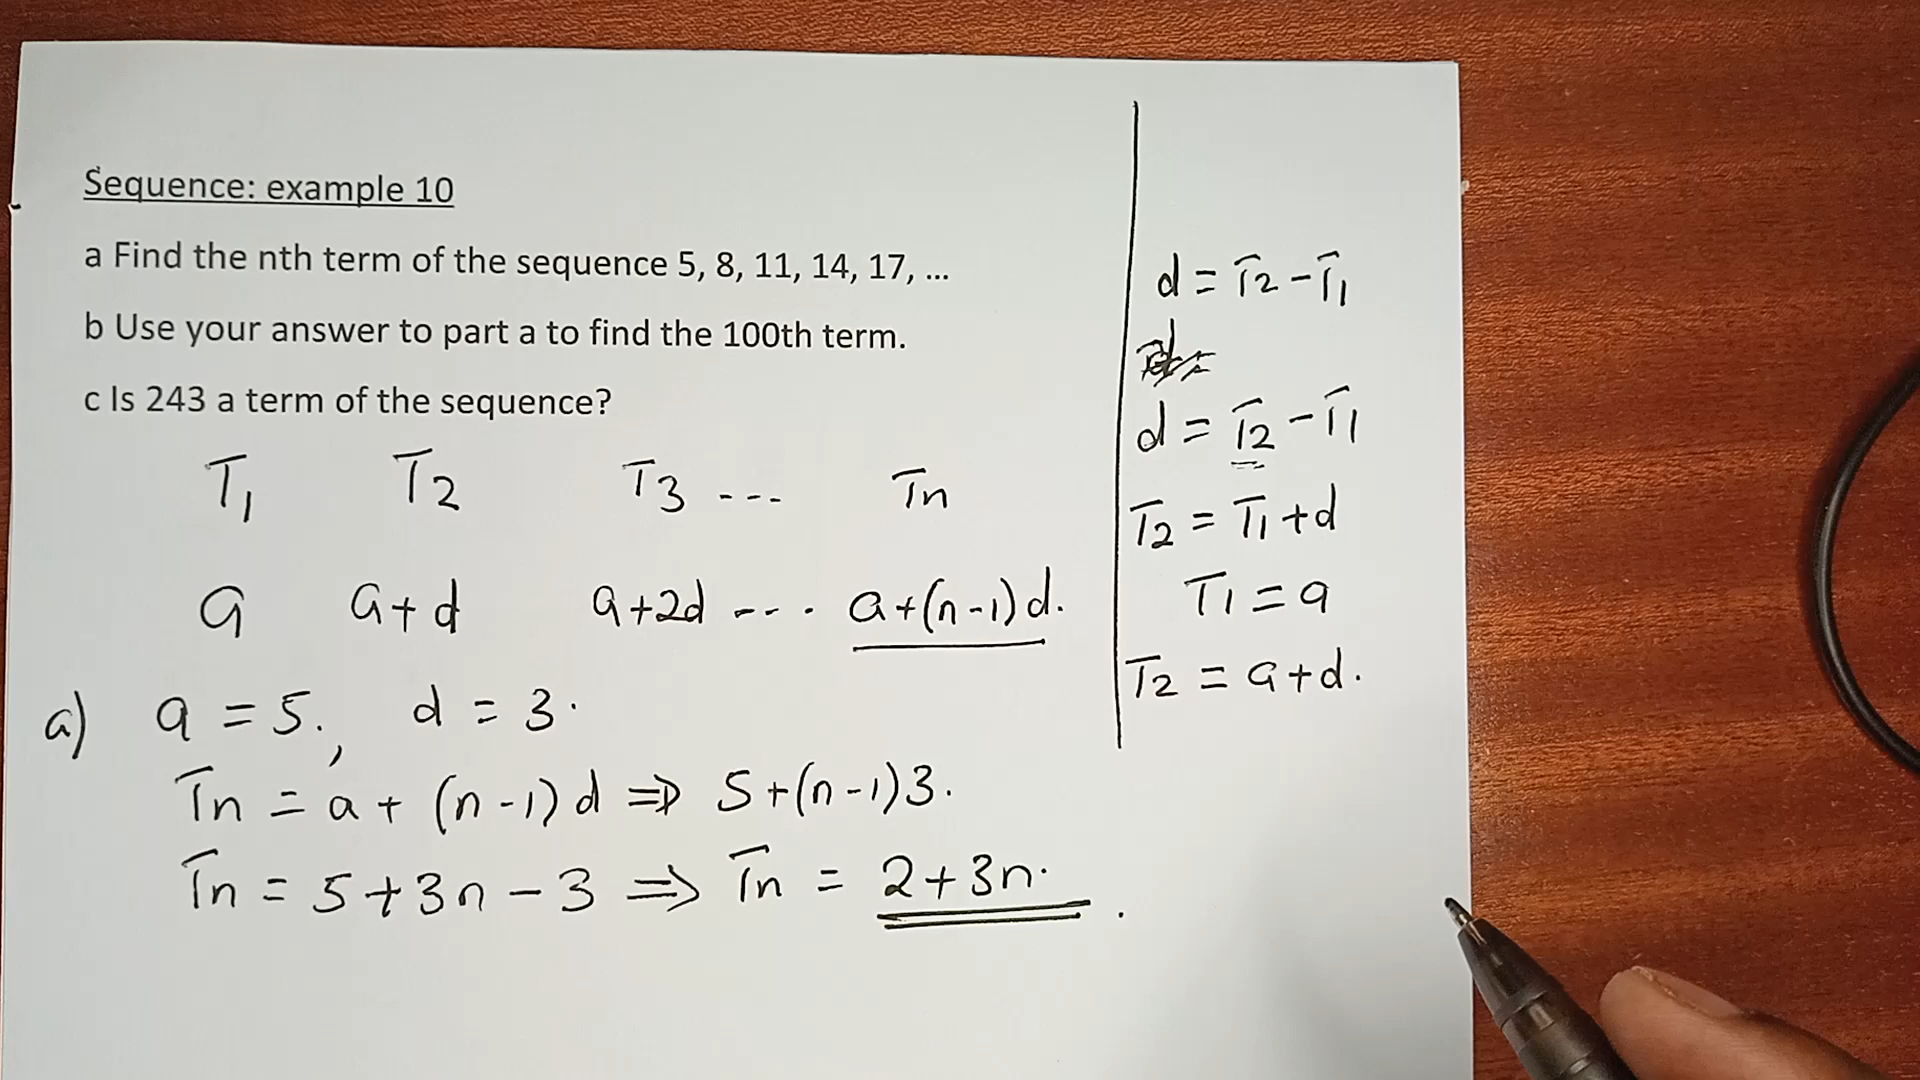 Sequence: example 10
a Find the nth term of the sequence 5, 8, 11, 14, 17, ...
b Use your answer to part a to find the 100th term.
c Is 243 a term of the sequence?
T1 T2 T3 --- Tn
a a+d a+2d --- . a+(n-1)d.
a) a = 5., d = 3.
Tn = a + (n-1)d => 5+(n-1)3.
Tn = 5+3n-3 => Tn = 2+3n.
d = T2-T1
d = T2-T1
T2 = T1+d
T1 = a
T2 = a+d.